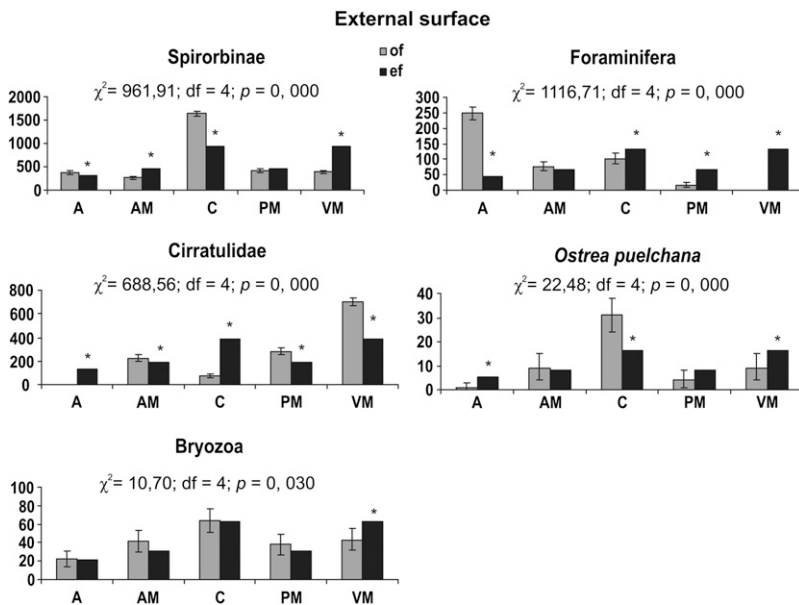 External surface
of
ef
Spirorbinae
χ²= 961,91; df = 4; p = 0, 000
2000
1500
1000
500
0
* * * *
A AM C PM VM
Foraminifera
χ²= 1116,71; df = 4; p = 0, 000
300
250
200
150
100
50
0
* * * *
A AM C PM VM
Cirratulidae
χ²= 688,56; df = 4; p = 0, 000
800
600
400
200
0
* * * * *
A AM C PM VM
Ostrea puelchana
χ²= 22,48; df = 4; p = 0, 000
40
30
20
10
0
* * *
A AM C PM VM
Bryozoa
χ²= 10,70; df = 4; p = 0, 030
100
80
60
40
20
0
*
A AM C PM VM